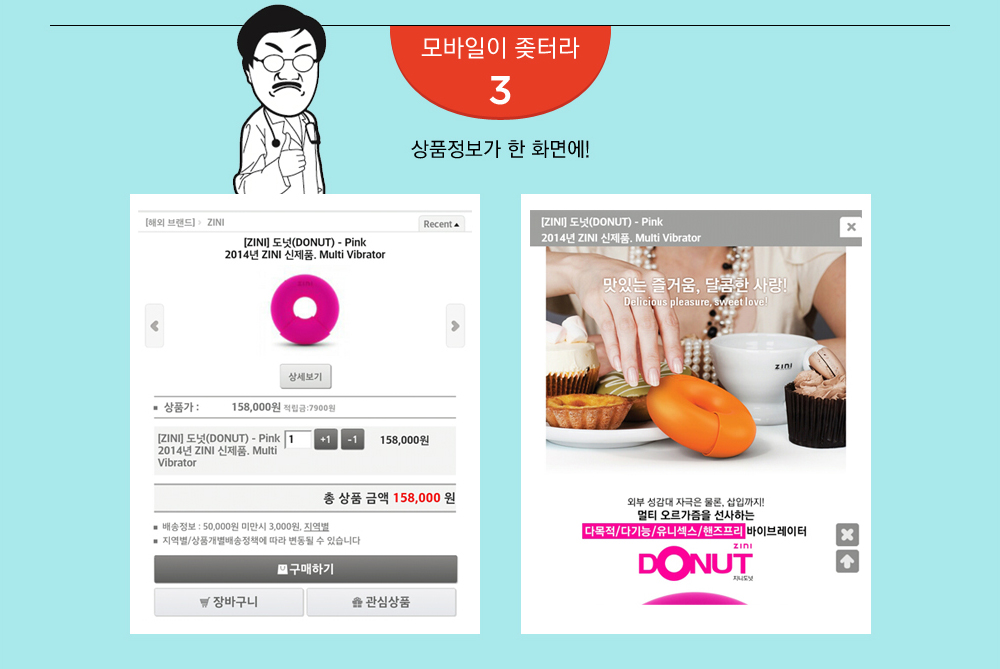 모바일이 좆터라
3
상품정보가 한 화면에!
[해외 브랜드] › ZINI
Recent ▲
[ZINI] 도넛(DONUT) - Pink
2014년 ZINI 신제품. Multi Vibrator
상세보기
상품가 : 158,000원 적립금:7900원
[ZINI] 도넛(DONUT) - Pink
2014년 ZINI 신제품. Multi
Vibrator
1 +1 -1 158,000원
총 상품 금액 158,000 원
배송정보 : 50,000원 미만시 3,000원, 지역별
지역별/상품개별배송정책에 따라 변동될 수 있습니다
구매하기
장바구니
관심상품
[ZINI] 도넛(DONUT) - Pink
2014년 ZINI 신제품. Multi Vibrator
맛있는 즐거움, 달콤한 사랑!
Delicious pleasure, sweet love!
ZINI
외부 성감대 자극은 물론, 삽입까지!
멀티 오르가즘을 선사하는
다목적/다기능/유니섹스/핸즈프리 바이브레이터
ZINI
DONUT
지니도넛